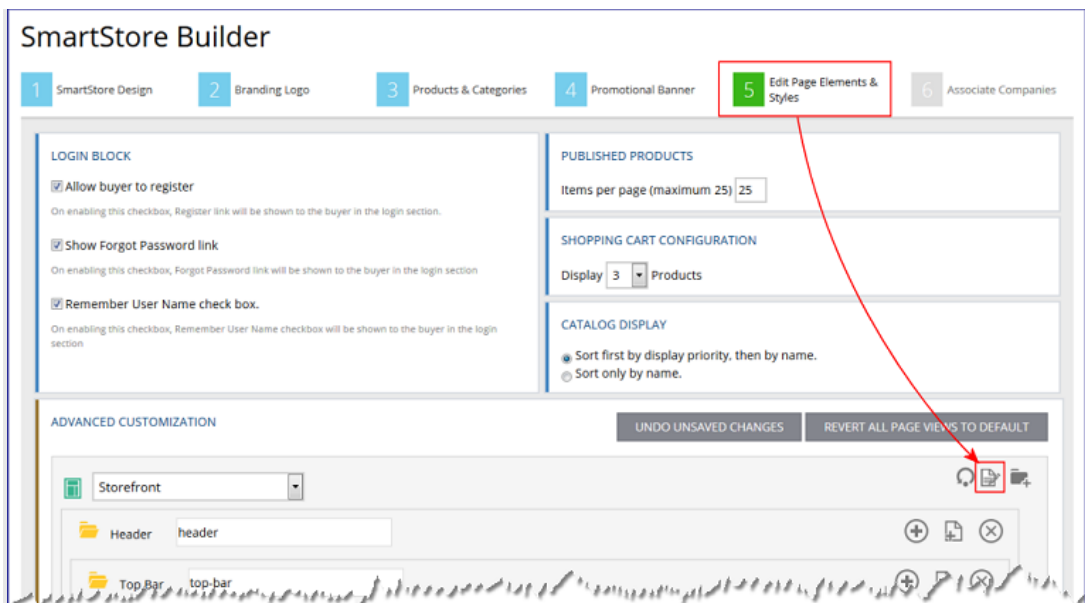 SmartStore Builder
1 SmartStore Design
2 Branding Logo
3 Products & Categories
4 Promotional Banner
5 Edit Page Elements &
Styles
6 Associate Companies
LOGIN BLOCK
Allow buyer to register
On enabling this checkbox, Register link will be shown to the buyer in the login section.
Show Forgot Password link
On enabling this checkbox, Forgot Password link will be shown to the buyer in the login section
Remember User Name check box.
On enabling this checkbox, Remember User Name checkbox will be shown to the buyer in the login
section
PUBLISHED PRODUCTS
Items per page (maximum 25) 25
SHOPPING CART CONFIGURATION
Display 3 Products
CATALOG DISPLAY
Sort first by display priority, then by name.
Sort only by name.
ADVANCED CUSTOMIZATION
UNDO UNSAVED CHANGES
REVERT ALL PAGE VIEWS TO DEFAULT
Storefront
Header header
Top Bar top-bar